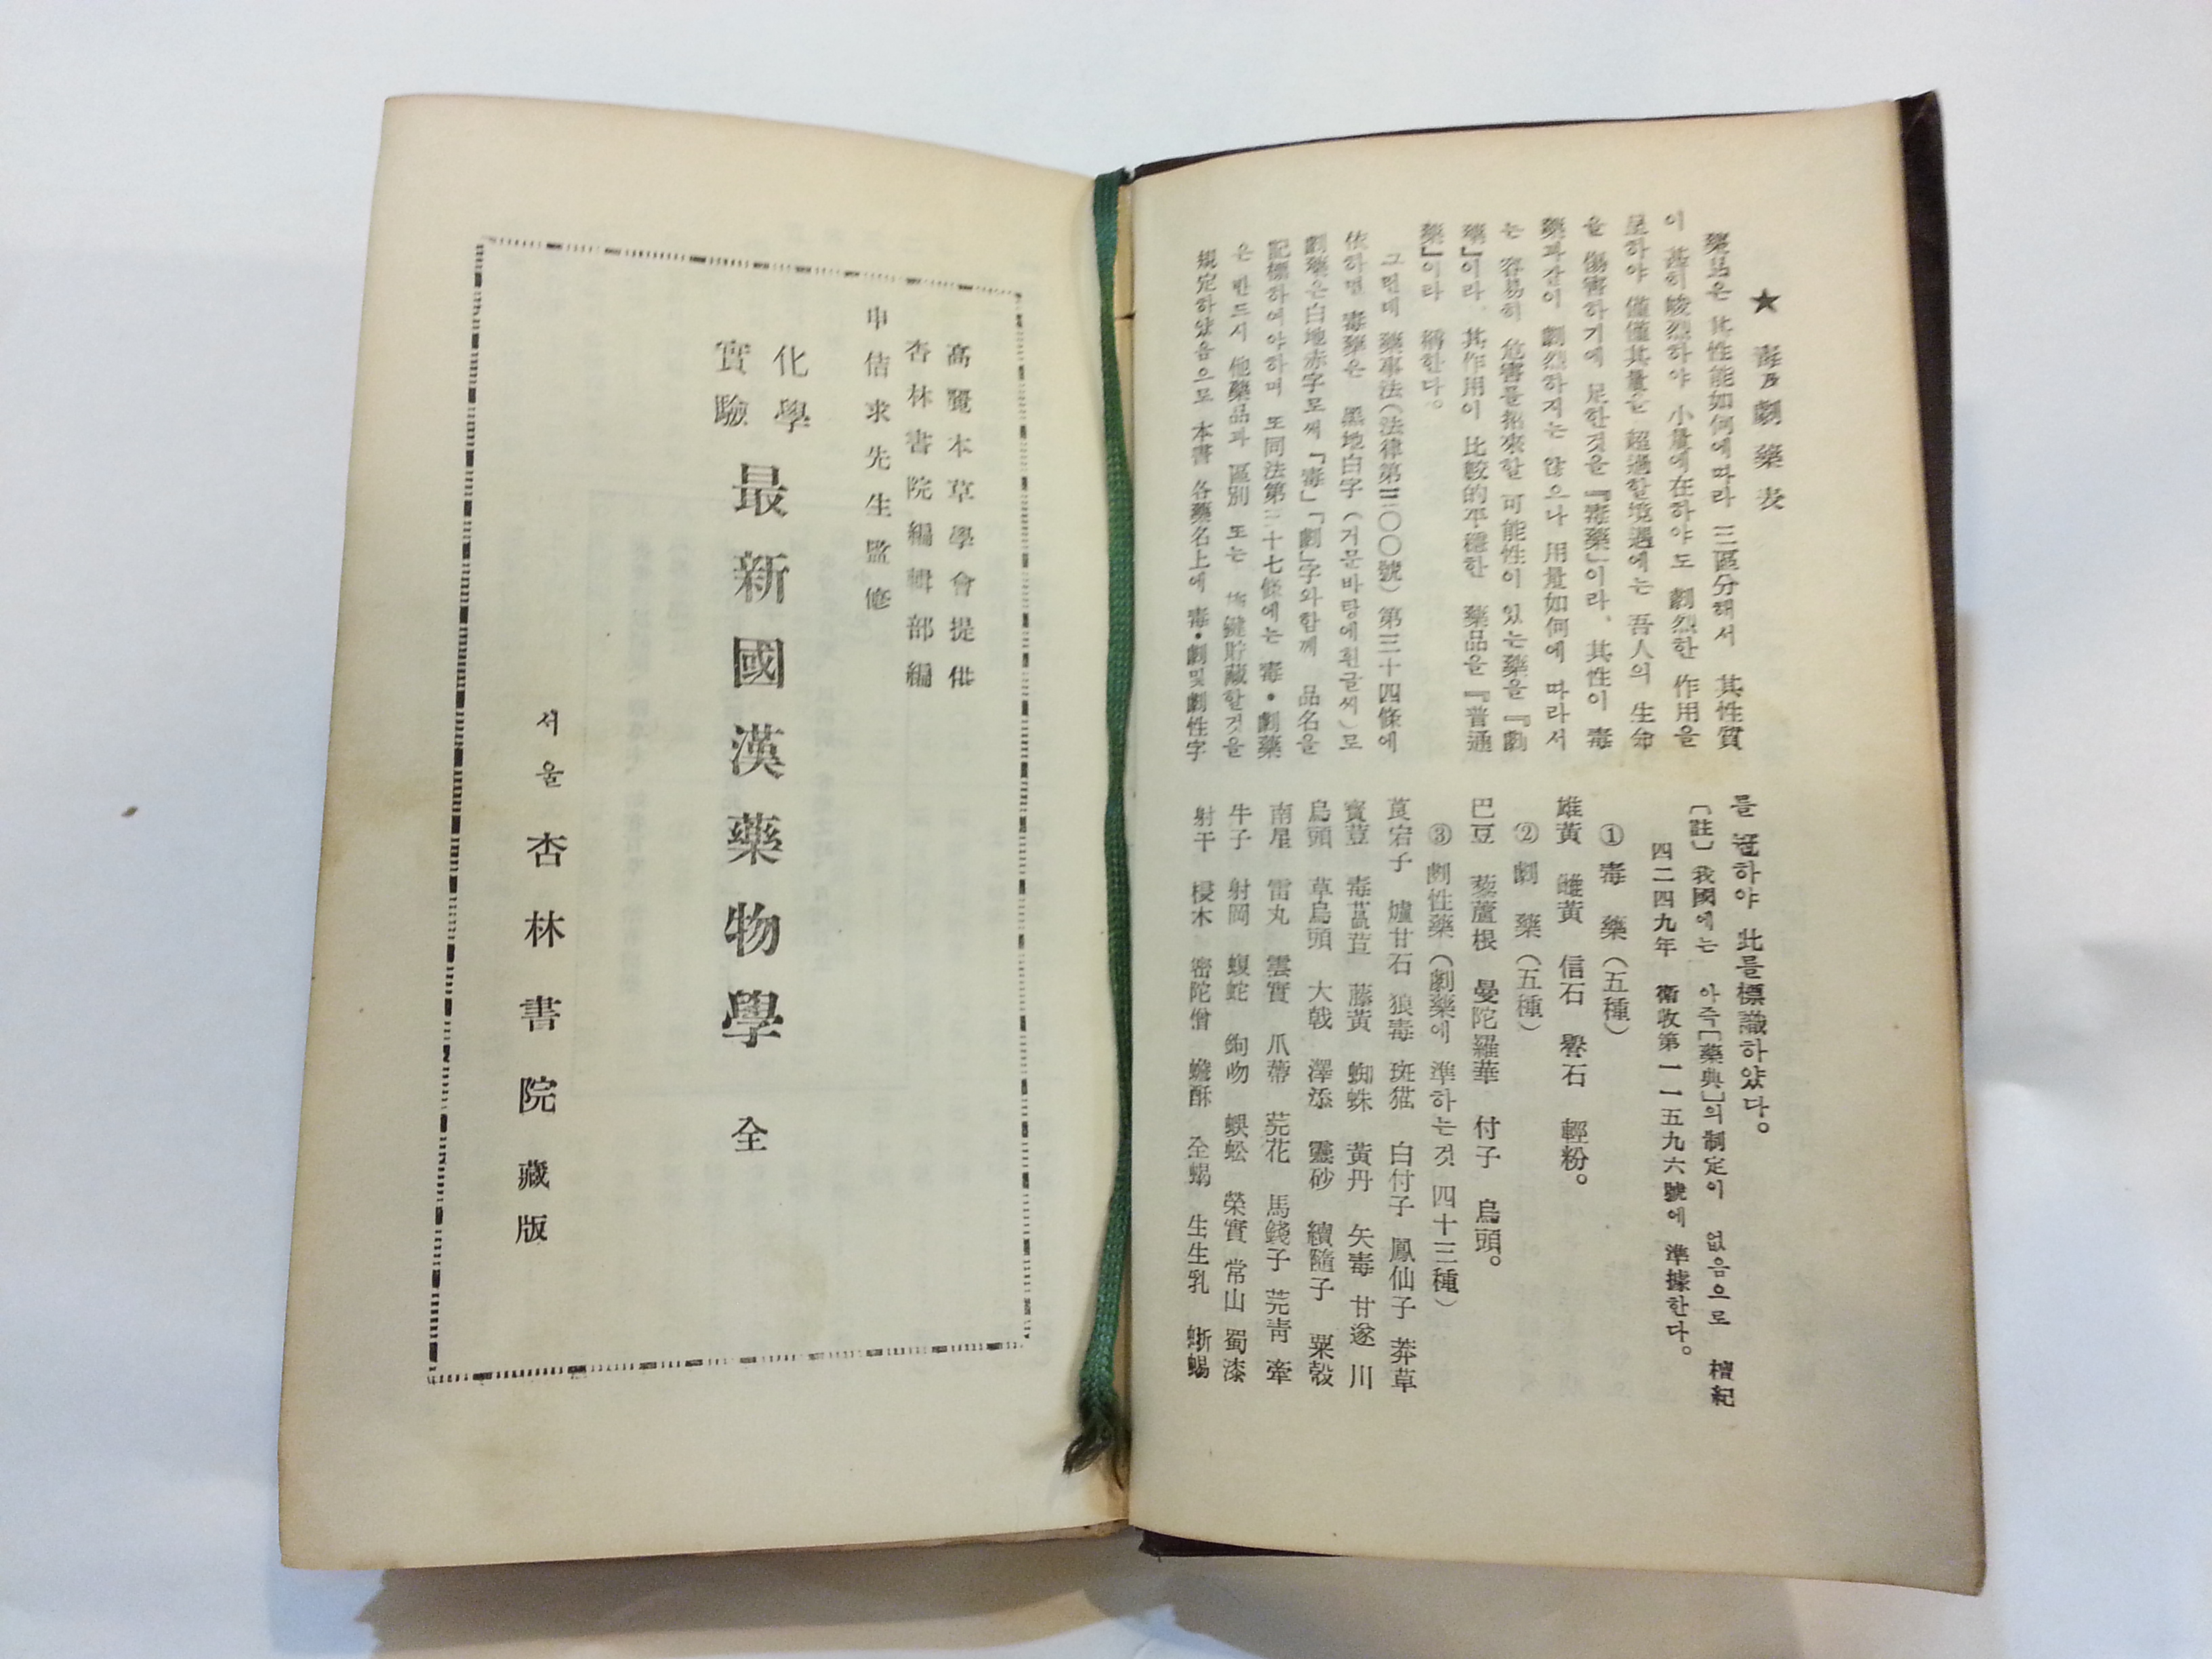 ★ 毒及劇藥表
藥品은 其性能如何에따라 三區分해서 其性質
이 甚히 峻烈하야 小量에在하야도 劇烈한 作用을
呈하야 僅僅其量을 超過할境遇에는 吾人의 生命
을 傷害하기에 足한것을『毒藥』이라、其性이 毒
藥과같이 劇烈하지는 않으나 用量如何에 따라서
는 容易히 危害를招來할 可能性이 있는藥을『劇
藥』이라、其作用이 比較的平穩한 藥品을『普通
藥』이라 稱한다。
그런데 藥事法(法律第三〇〇號) 第三十四條에
依하면 毒藥은 黑地白字(거문바탕에흰글씨)로
劇藥은白地赤字로써「毒」「劇」字와함께 品名을
記標하여야하며 또同法第三十七條에는 毒・劇藥
은 반드시 他藥品과 區別 또는 鍵貯藏할것을
規定하얐음으로 本書 各藥名上에 毒・劇및劇性字
를 冠하야 此를標識하얐다。
[註] 我國에는 아즉[藥典]의制定이 없음으로 檀紀
四二四九年 衛收第一一五九六號에 準據한다。
① 毒 藥(五種)
雄黃 雌黃 信石 礜石 輕粉。
② 劇 藥(五種)
巴豆 藜蘆根 曼陀羅華 付子 烏頭。
③ 劇性藥(劇藥에 準하는것 四十三種)
莨宕子 爐甘石 狼毒 斑猫 白付子 鳳仙子 莽草
實荳 毒萵苣 藤黃 蜘蛛 黃丹 矢毒 甘遂 川
烏頭 草烏頭 大戟 澤漆 靈砂 續隨子 粟殼
南星 雷丸 雲實 爪蔕 芫花 馬錢子 芫靑 牽
牛子 射岡 蝮蛇 鉤吻 蜈蚣 榮實 常山 蜀漆
射干 梫木 密陀僧 蟾酥 全蝎 生生乳 蜥蜴
高麗本草學會提供
杏林書院編輯部編
申佶求先生監修
化學
實驗
最新國漢藥物學 全
서울 杏林書院藏版